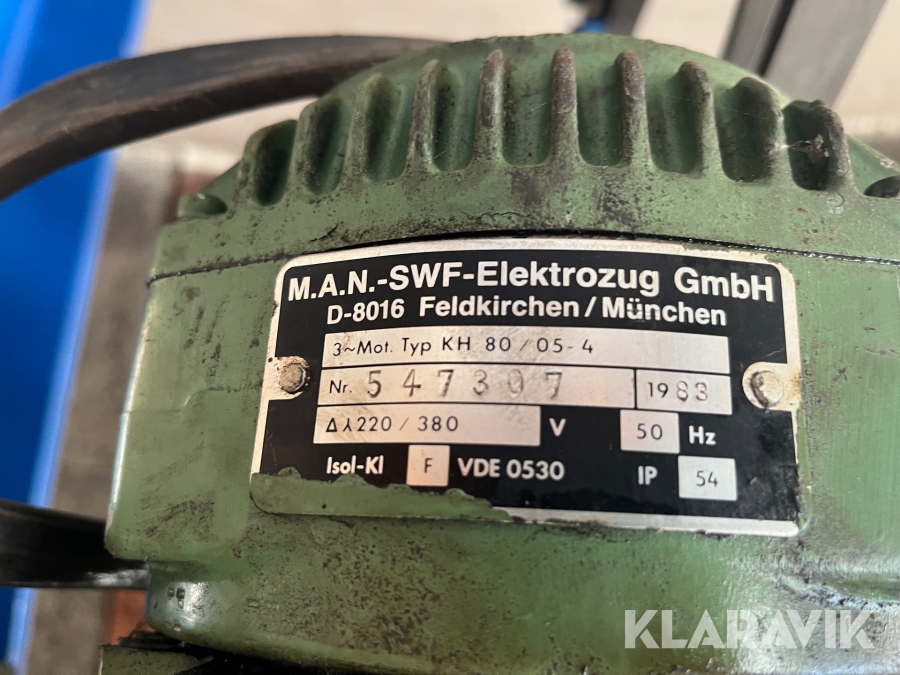 M.A.N.-SWF-Elektrozug GmbH
D-8016 Feldkirchen/München
3~Mot. Typ KH 80/05-4
Nr. 547307 1983
Δ⅄220/380 V 50 Hz
Isol-Kl F VDE 0530 IP 54
KLARAVIK